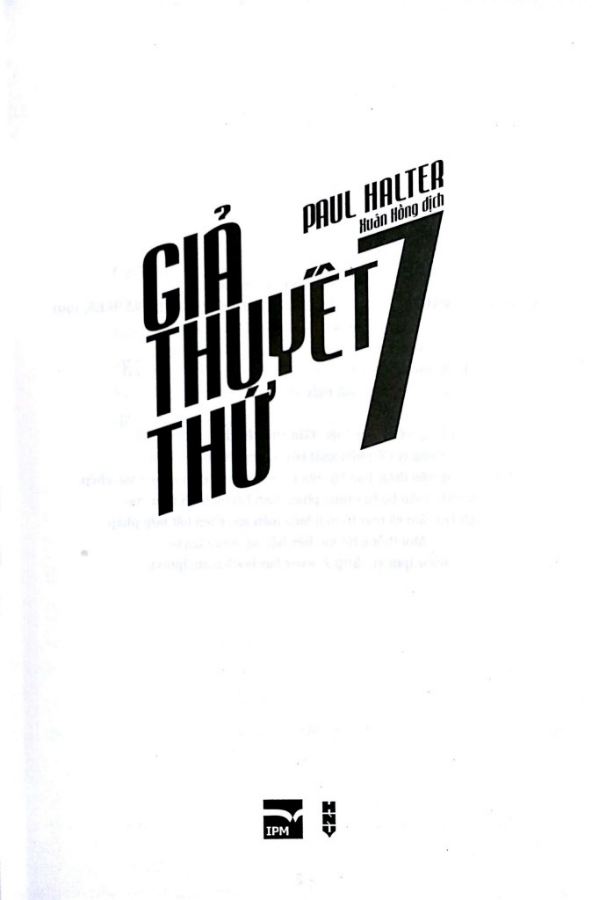 PAUL HALTER
Xuân Hồng dịch
GIẢ
THUYẾT 7
THỨ
IPM
HNV